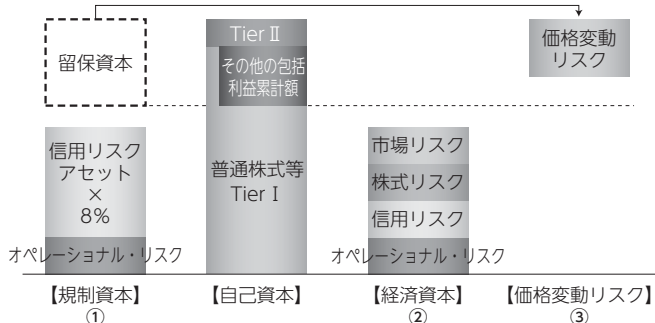 留保資本
信用リスク
アセット
×
8%
オペレーショナル・リスク
【規制資本】
①
Tier Ⅱ
その他の包括
利益累計額
普通株式等
Tier Ⅰ
【自己資本】
市場リスク
株式リスク
信用リスク
オペレーショナル・リスク
【経済資本】
②
価格変動
リスク
【価格変動リスク】
③